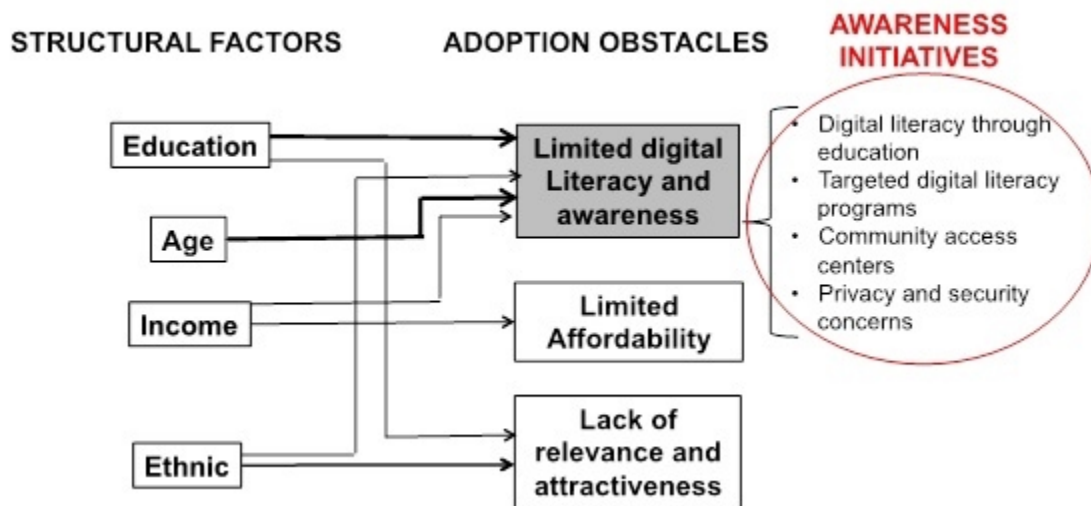 STRUCTURAL FACTORS
ADOPTION OBSTACLES
AWARENESS
INITIATIVES
Education
Age
Income
Ethnic
Limited digital
Literacy and
awareness
Limited
Affordability
Lack of
relevance and
attractiveness
• Digital literacy through
education
• Targeted digital literacy
programs
• Community access
centers
• Privacy and security
concerns